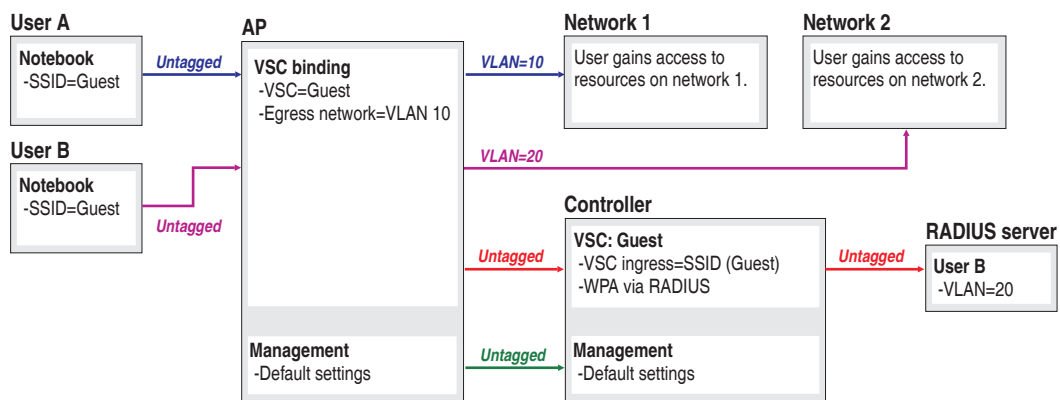 User A
Notebook
-SSID=Guest
Untagged
User B
Notebook
-SSID=Guest
Untagged
AP
VSC binding
-VSC=Guest
-Egress network=VLAN 10
Management
-Default settings
VLAN=10
Network 1
User gains access to
resources on network 1.
VLAN=20
Network 2
User gains access to
resources on network 2.
Untagged
Controller
VSC: Guest
-VSC ingress=SSID (Guest)
-WPA via RADIUS
Untagged
Management
-Default settings
Untagged
RADIUS server
User B
-VLAN=20